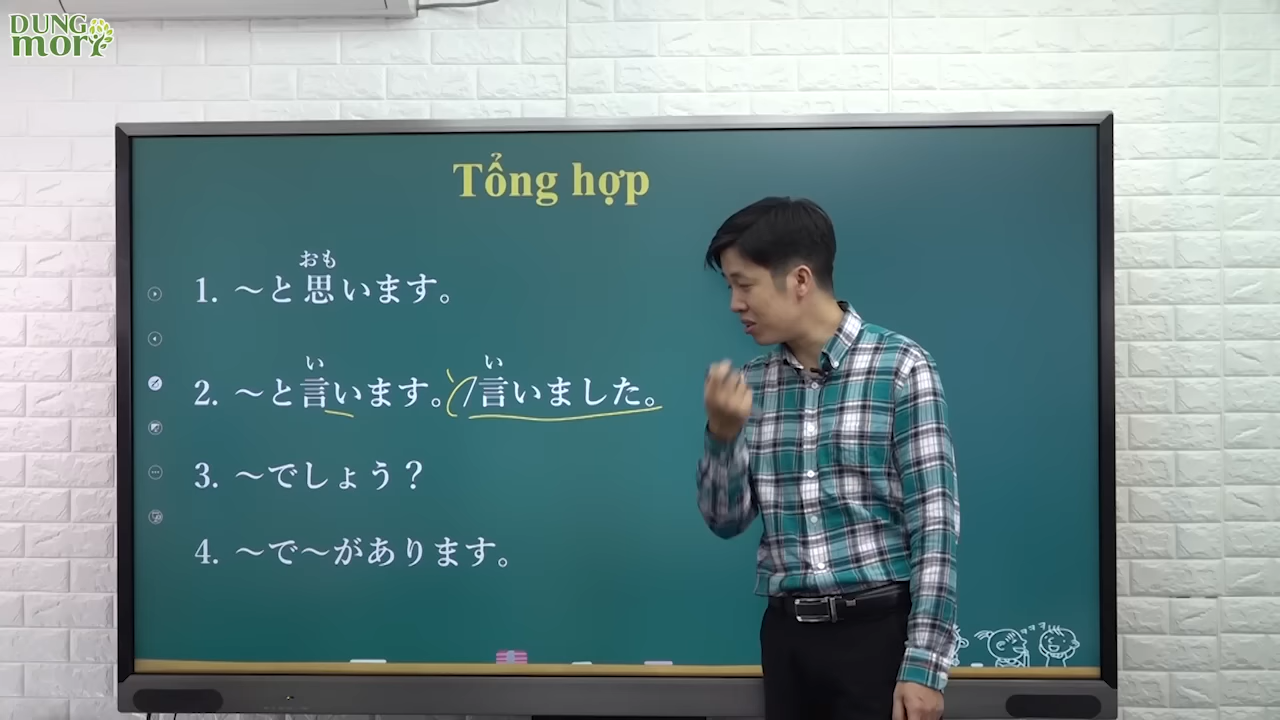 DUNG
mori
Tổng hợp
おも
1. ～と思います。
い い
2. ～と言います。/言いました。
3. ～でしょう？
4. ～で～があります。